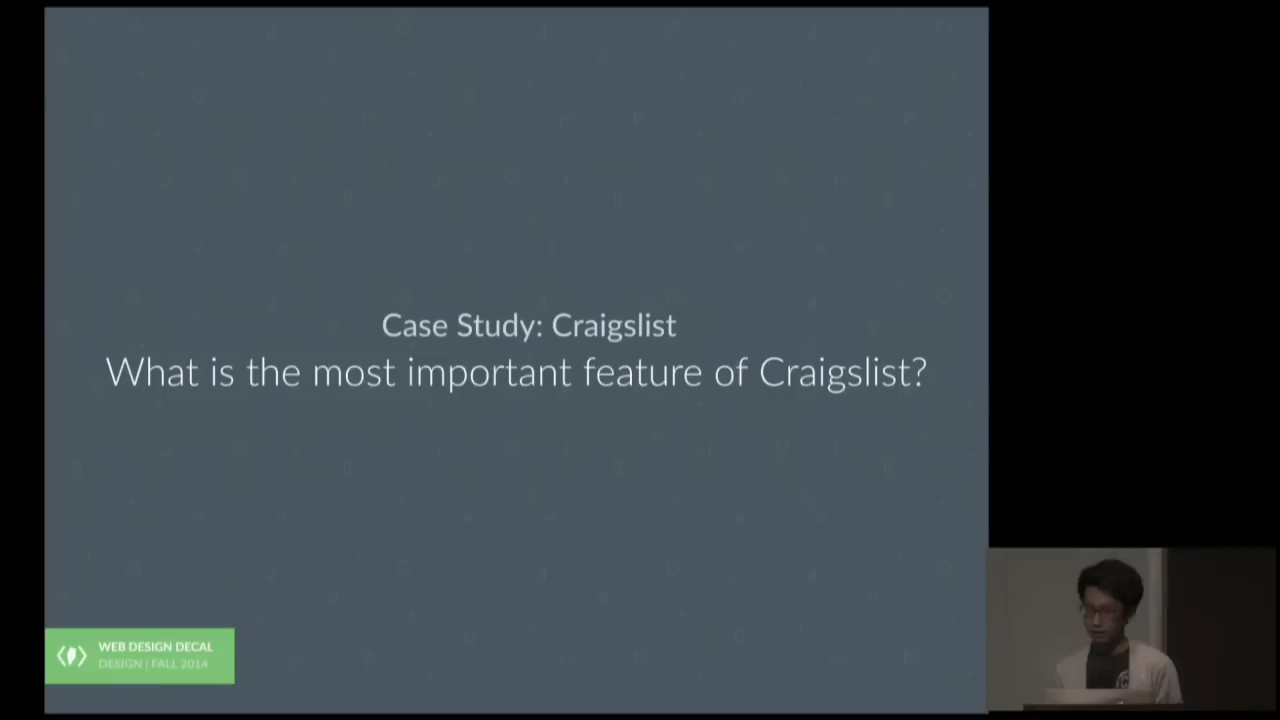 Case Study: Craigslist
What is the most important feature of Craigslist?
WEB DESIGN DECAL
DESIGN | FALL 2014